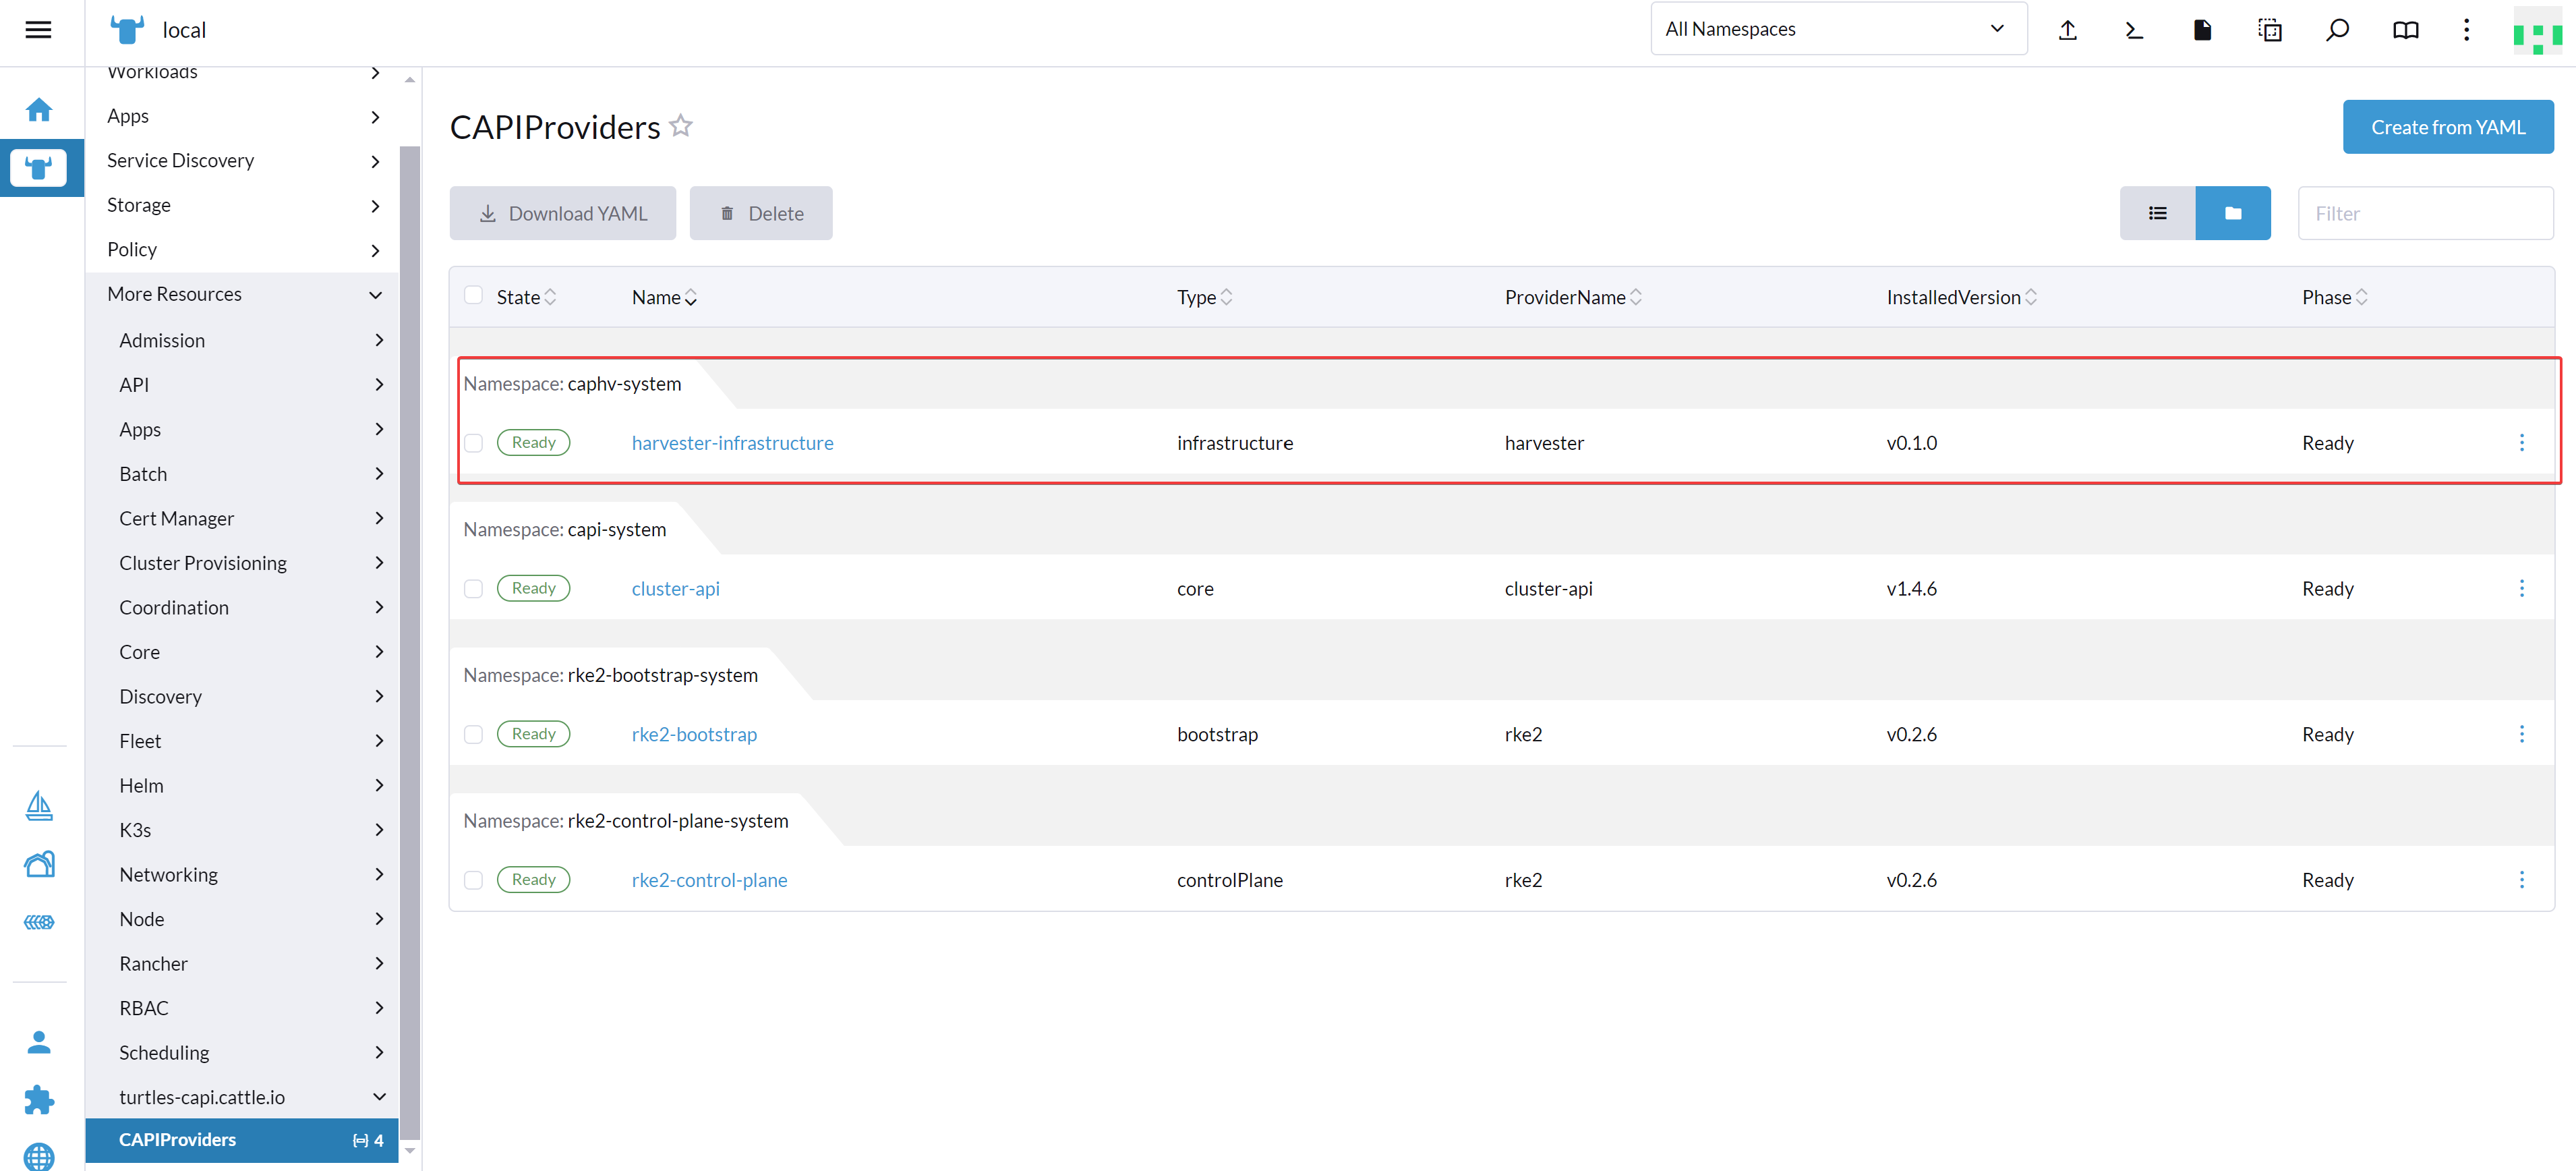 local
All Namespaces
Workloads
Apps
Service Discovery
Storage
Policy
More Resources
Admission
API
Apps
Batch
Cert Manager
Cluster Provisioning
Coordination
Core
Discovery
Fleet
Helm
K3s
Networking
Node
Rancher
RBAC
Scheduling
turtles-capi.cattle.io
CAPIProviders 4
CAPIProviders
Create from YAML
Download YAML
Delete
Filter
State Name Type ProviderName InstalledVersion Phase
Namespace: caphv-system
Ready harvester-infrastructure infrastructure harvester v0.1.0 Ready
Namespace: capi-system
Ready cluster-api core cluster-api v1.4.6 Ready
Namespace: rke2-bootstrap-system
Ready rke2-bootstrap bootstrap rke2 v0.2.6 Ready
Namespace: rke2-control-plane-system
Ready rke2-control-plane controlPlane rke2 v0.2.6 Ready